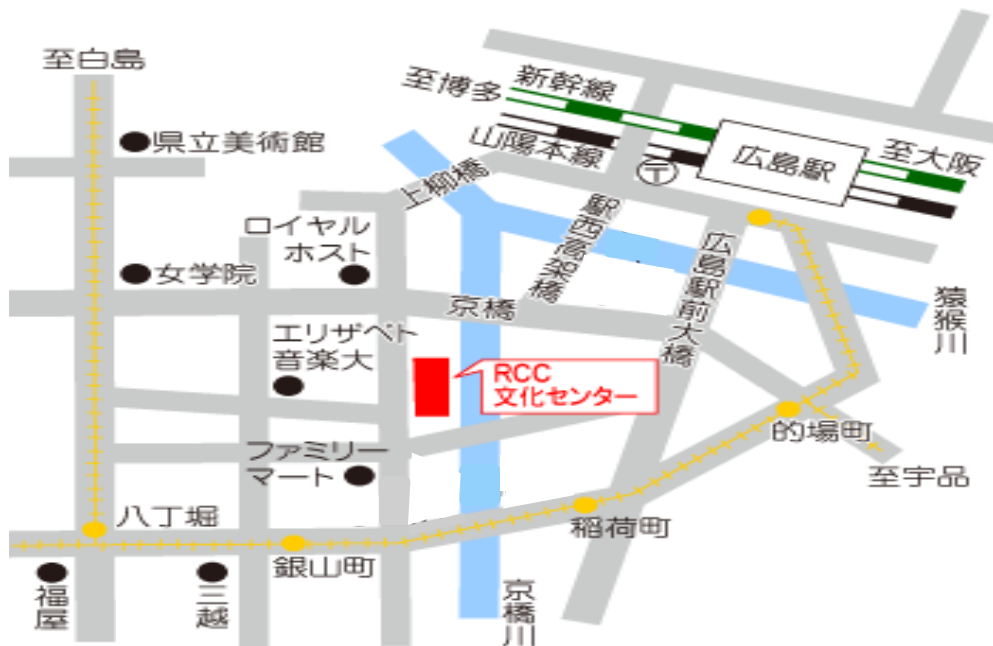 至白島
新幹線
至博多
山陽本線
〒
広島駅
至大阪
県立美術館
上柳橋
駅西高架橋
広島駅前大橋
ロイヤル
ホスト
女学院
京橋
猿猴川
エリザベト
音楽大
RCC
文化センター
的場町
至宇品
ファミリー
マート
八丁堀
銀山町
稲荷町
福屋
三越
京橋川